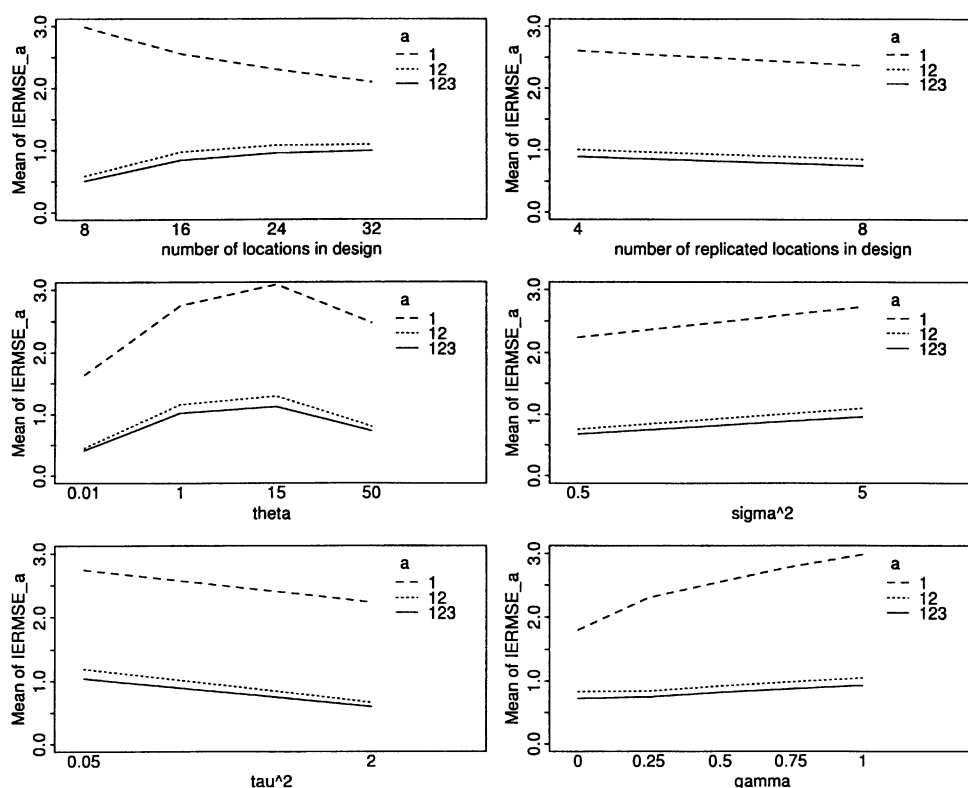 Mean of IERMSE_a
3.0
2.0
1.0
0.0
a
1
12
123
8 16 24 32
number of locations in design
Mean of IERMSE_a
3.0
2.0
1.0
0.0
a
1
12
123
4 8
number of replicated locations in design
Mean of IERMSE_a
3.0
2.0
1.0
0.0
a
1
12
123
0.01 1 15 50
theta
Mean of IERMSE_a
3.0
2.0
1.0
0.0
a
1
12
123
0.5 5
sigma^2
Mean of IERMSE_a
3.0
2.0
1.0
0.0
a
1
12
123
0.05 2
tau^2
Mean of IERMSE_a
3.0
2.0
1.0
0.0
a
1
12
123
0 0.25 0.5 0.75 1
gamma